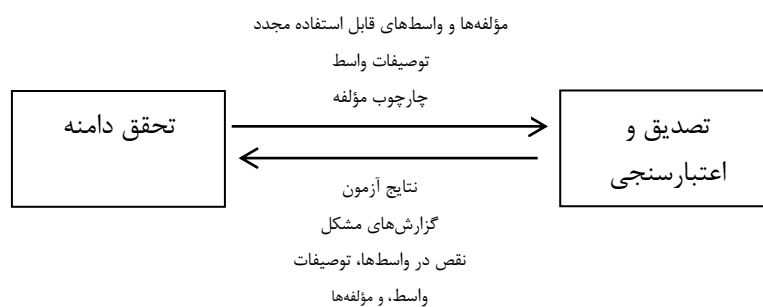 مؤلفه‌ها و واسط‌های قابل استفاده مجدد
توصیفات واسط
چارچوب مؤلفه
تصدیق و
اعتبارسنجی
تحقق دامنه
نتایج آزمون
گزارش‌های مشکل
نقص در واسط‌ها، توصیفات
واسط، و مؤلفه‌ها